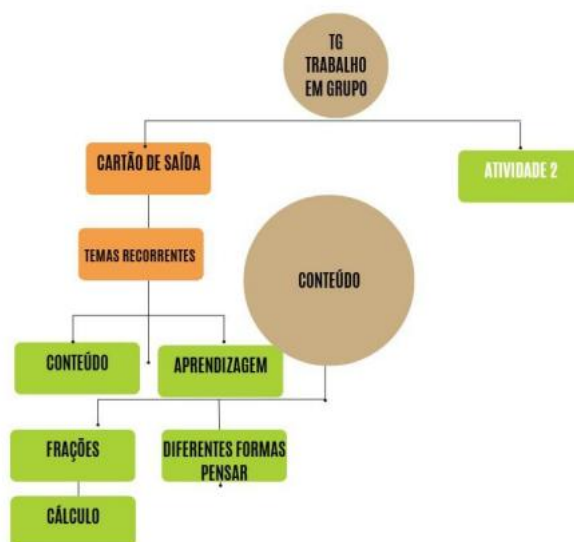 TG
TRABALHO
EM GRUPO
CARTÃO DE SAÍDA
ATIVIDADE 2
TEMAS RECORRENTES
CONTEÚDO
CONTEÚDO
APRENDIZAGEM
FRAÇÕES
DIFERENTES FORMAS
PENSAR
CÁLCULO